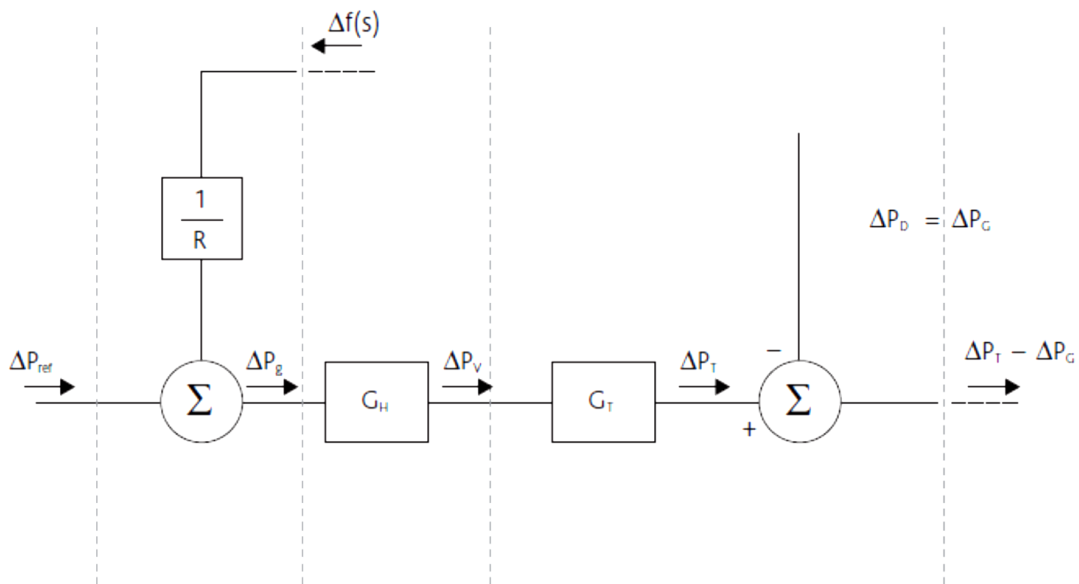 Δf(s)
1
R
ΔP_D = ΔP_G
ΔP_ref
Σ
ΔP_g
G_H
ΔP_V
G_T
ΔP_T
−
+
Σ
ΔP_T − ΔP_G